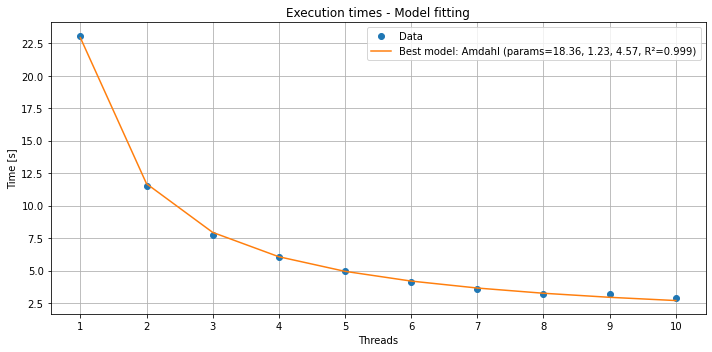 Execution times - Model fitting
Data
Best model: Amdahl (params=18.36, 1.23, 4.57, R²=0.999)
Time [s]
22.5
20.0
17.5
15.0
12.5
10.0
7.5
5.0
2.5
1 2 3 4 5 6 7 8 9 10
Threads